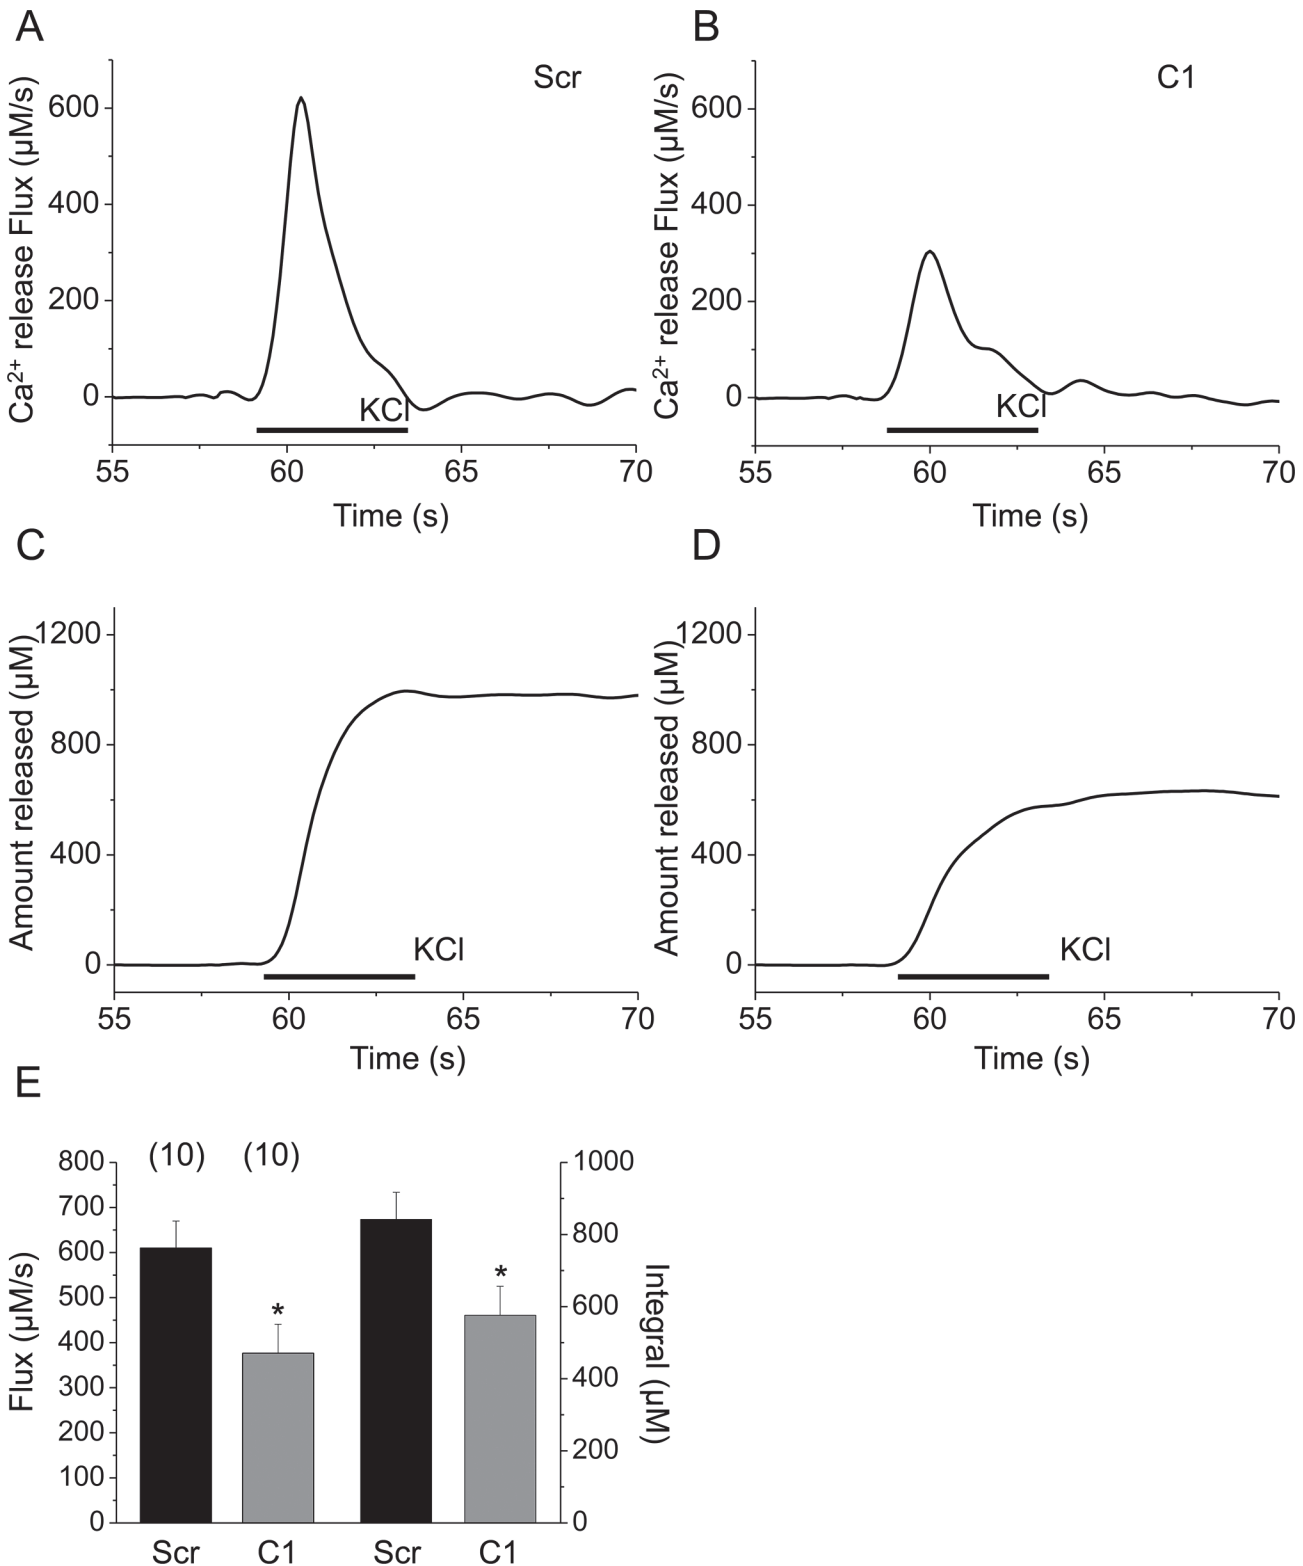 A
B
Scr
C1
Ca²⁺ release Flux (µM/s)
600
400
200
0
KCl
55 60 65 70
Time (s)
Ca²⁺ release Flux (µM/s)
600
400
200
0
KCl
55 60 65 70
Time (s)
C
D
Amount released (µM)
1200
800
400
0
KCl
55 60 65 70
Time (s)
Amount released (µM)
1200
800
400
0
KCl
55 60 65 70
Time (s)
E
(10) (10)
Flux (µM/s)
800
700
600
500
400
300
200
100
0
* *
1000
800
600
400
200
0
Integral (µM)
Scr C1 Scr C1